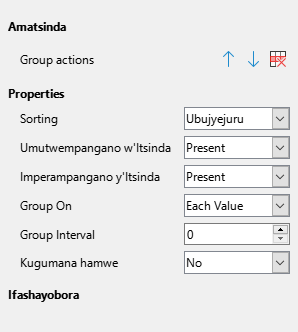 Amatsinda
Group actions
Properties
Sorting Ubujyejuru
Umutwempangano w'Itsinda Present
Imperampangano y'Itsinda Present
Group On Each Value
Group Interval 0
Kugumana hamwe No
Ifashayobora